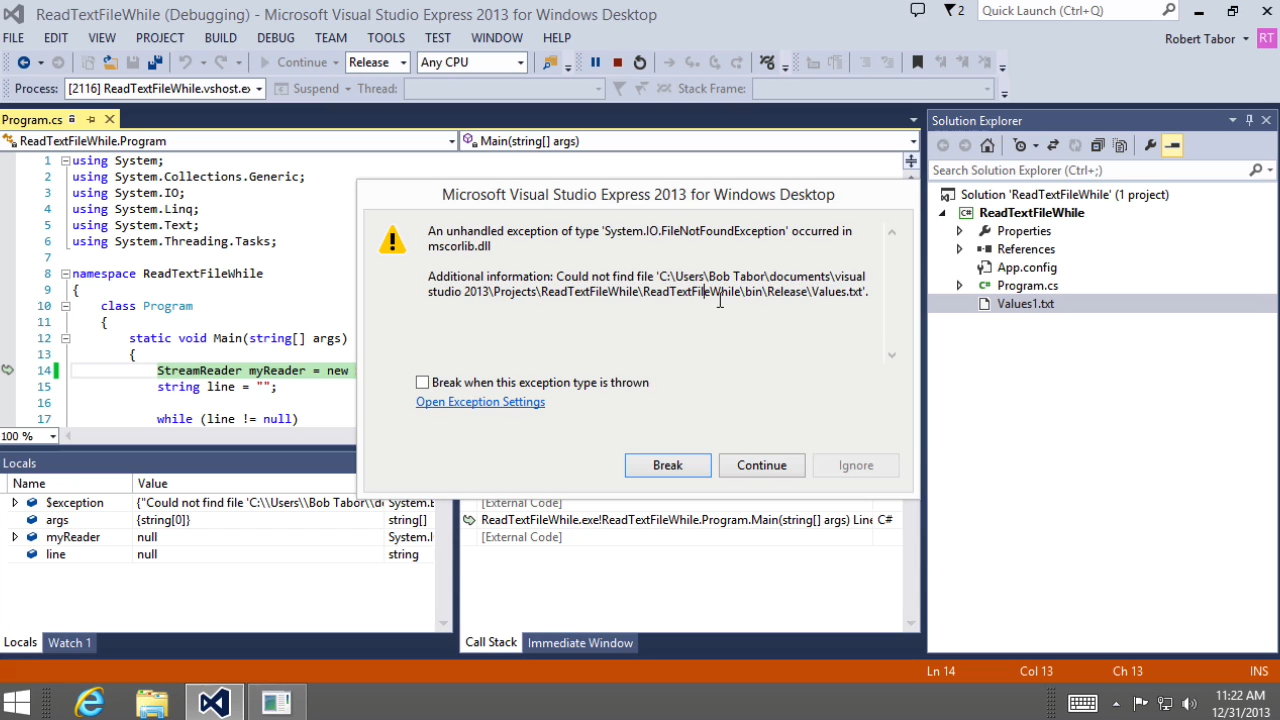 ReadTextFileWhile (Debugging) - Microsoft Visual Studio Express 2013 for Windows Desktop
2
Quick Launch (Ctrl+Q)
FILE EDIT VIEW PROJECT BUILD DEBUG TEAM TOOLS TEST WINDOW HELP
Robert Tabor RT
Continue Release Any CPU
Process: [2116] ReadTextFileWhile.vshost.ex Suspend Thread: Stack Frame:
Program.cs
ReadTextFileWhile.Program Main(string[] args)
1 using System;
2 using System.Collections.Generic;
3 using System.IO;
4 using System.Linq;
5 using System.Text;
6 using System.Threading.Tasks;
7
8 namespace ReadTextFileWhile
9 {
10 class Program
11 {
12 static void Main(string[] args)
13 {
14 StreamReader myReader = new
15 string line = "";
16
17 while (line != null)
100 %
Microsoft Visual Studio Express 2013 for Windows Desktop
An unhandled exception of type 'System.IO.FileNotFoundException' occurred in
mscorlib.dll
Additional information: Could not find file 'C:\Users\Bob Tabor\documents\visual
studio 2013\Projects\ReadTextFileWhile\ReadTextFileWhile\bin\Release\Values.txt'.
Break when this exception type is thrown
Open Exception Settings
Break Continue Ignore
Solution Explorer
Search Solution Explorer (Ctrl+;)
Solution 'ReadTextFileWhile' (1 project)
ReadTextFileWhile
Properties
References
App.config
Program.cs
Values1.txt
Locals
Name Value
$exception {"Could not find file 'C:\\Users\\Bob Tabor\\do System.E
args {string[0]} string[]
myReader null System.I
line null string
Locals Watch 1
[External Code]
ReadTextFileWhile.exe!ReadTextFileWhile.Program.Main(string[] args) Line C#
[External Code]
Call Stack Immediate Window
Ln 14 Col 13 Ch 13 INS
11:22 AM
12/31/2013